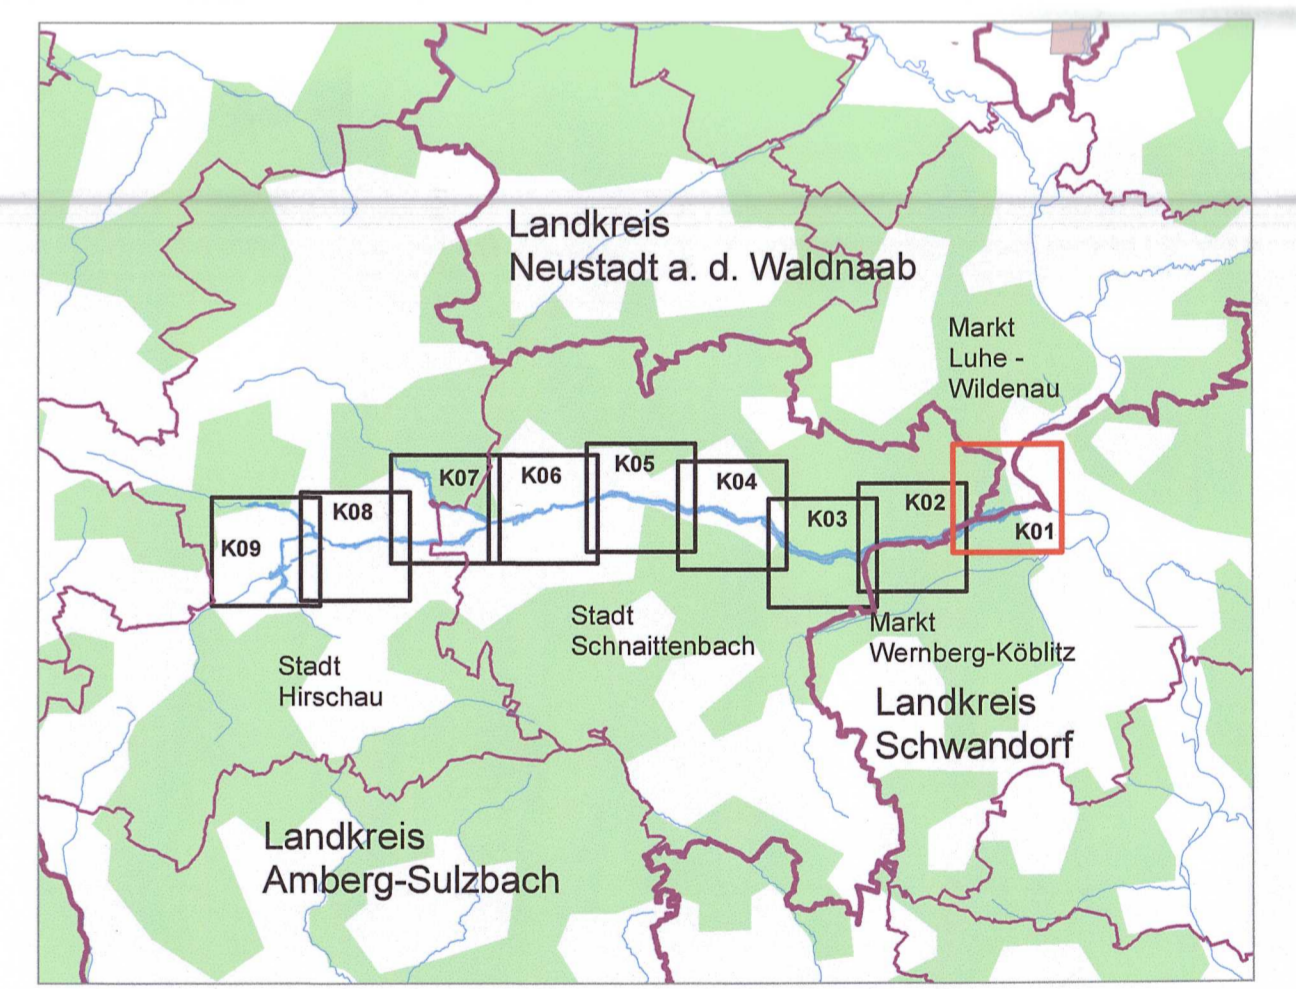 Landkreis
Neustadt a. d. Waldnaab
Markt
Luhe -
Wildenau
K09
K08
K07
K06
K05
K04
K03
K02
K01
Stadt
Hirschau
Stadt
Schnaittenbach
Markt
Wernberg-Köblitz
Landkreis
Schwandorf
Landkreis
Amberg-Sulzbach